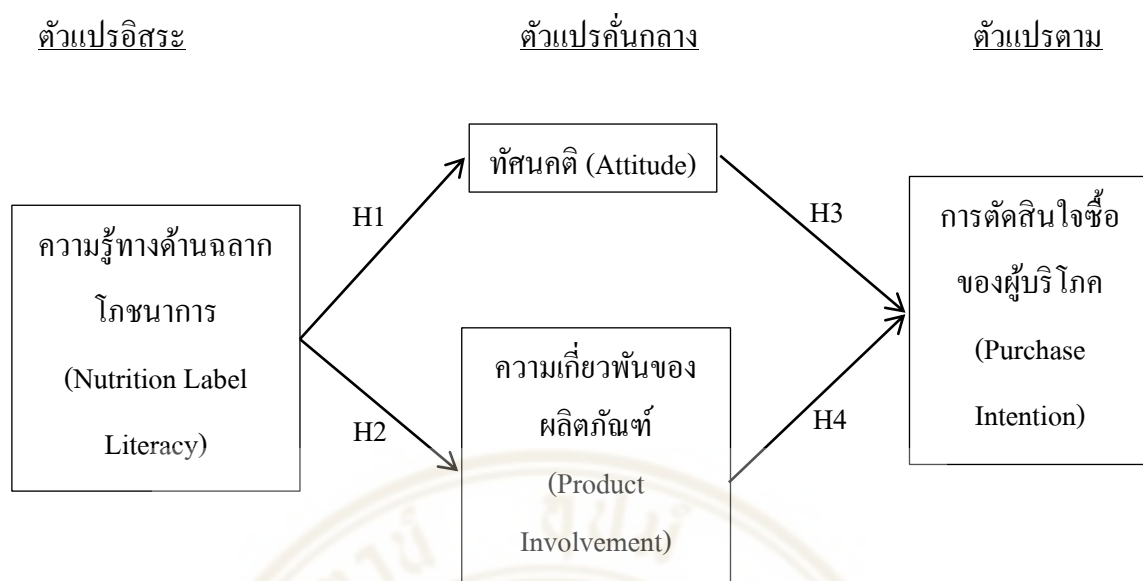 ตัวแปรอิสระ ตัวแปรคั่นกลาง ตัวแปรตาม
ทัศนคติ (Attitude)
ความรู้ทางด้านฉลาก
โภชนาการ
(Nutrition Label
Literacy)
H1
H2
ความเกี่ยวพันของ
ผลิตภัณฑ์
(Product
Involvement)
H3
H4
การตัดสินใจซื้อ
ของผู้บริโภค
(Purchase
Intention)